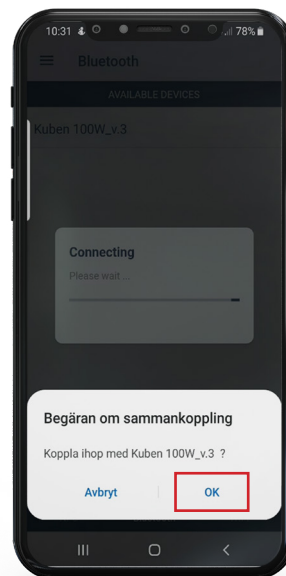 10:31 78%
Bluetooth
AVAILABLE DEVICES
Kuben 100W_v.3
Connecting
Please wait...
Begäran om sammankoppling
Koppla ihop med Kuben 100W_v.3 ?
Avbryt OK